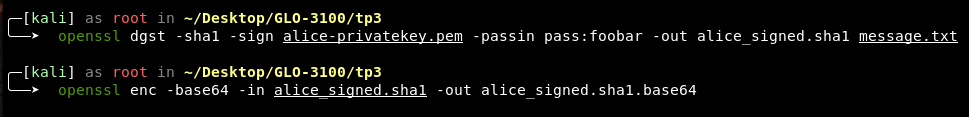 [kali] as root in ~/Desktop/GLO-3100/tp3
openssl dgst -sha1 -sign alice-privatekey.pem -passin pass:foobar -out alice_signed.sha1 message.txt
[kali] as root in ~/Desktop/GLO-3100/tp3
openssl enc -base64 -in alice_signed.sha1 -out alice_signed.sha1.base64